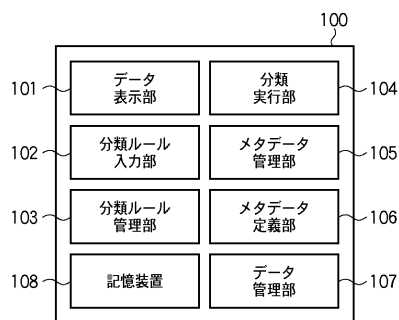 100
101
データ
表示部
分類
実行部
104
102
分類ルール
入力部
メタデータ
管理部
105
103
分類ルール
管理部
メタデータ
定義部
106
108
記憶装置
データ
管理部
107